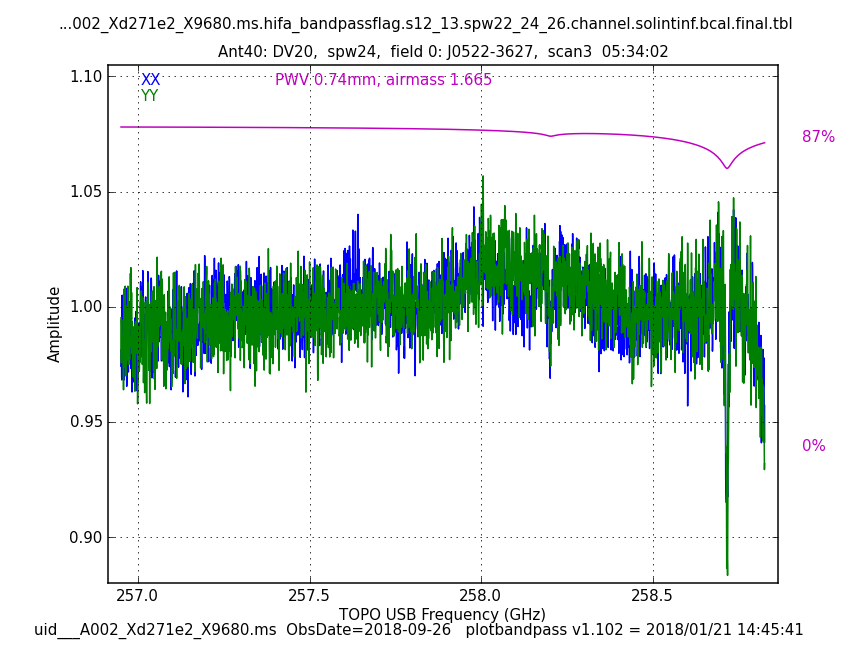 ...002_Xd271e2_X9680.ms.hifa_bandpassflag.s12_13.spw22_24_26.channel.solintinf.bcal.final.tbl
Ant40: DV20,  spw24,  field 0: J0522-3627,  scan3  05:34:02
XX
YY
PWV 0.74mm, airmass 1.665
87%
0%
1.10
1.05
1.00
0.95
0.90
Amplitude
257.0 257.5 258.0 258.5
TOPO USB Frequency (GHz)
uid___A002_Xd271e2_X9680.ms  ObsDate=2018-09-26   plotbandpass v1.102 = 2018/01/21 14:45:41